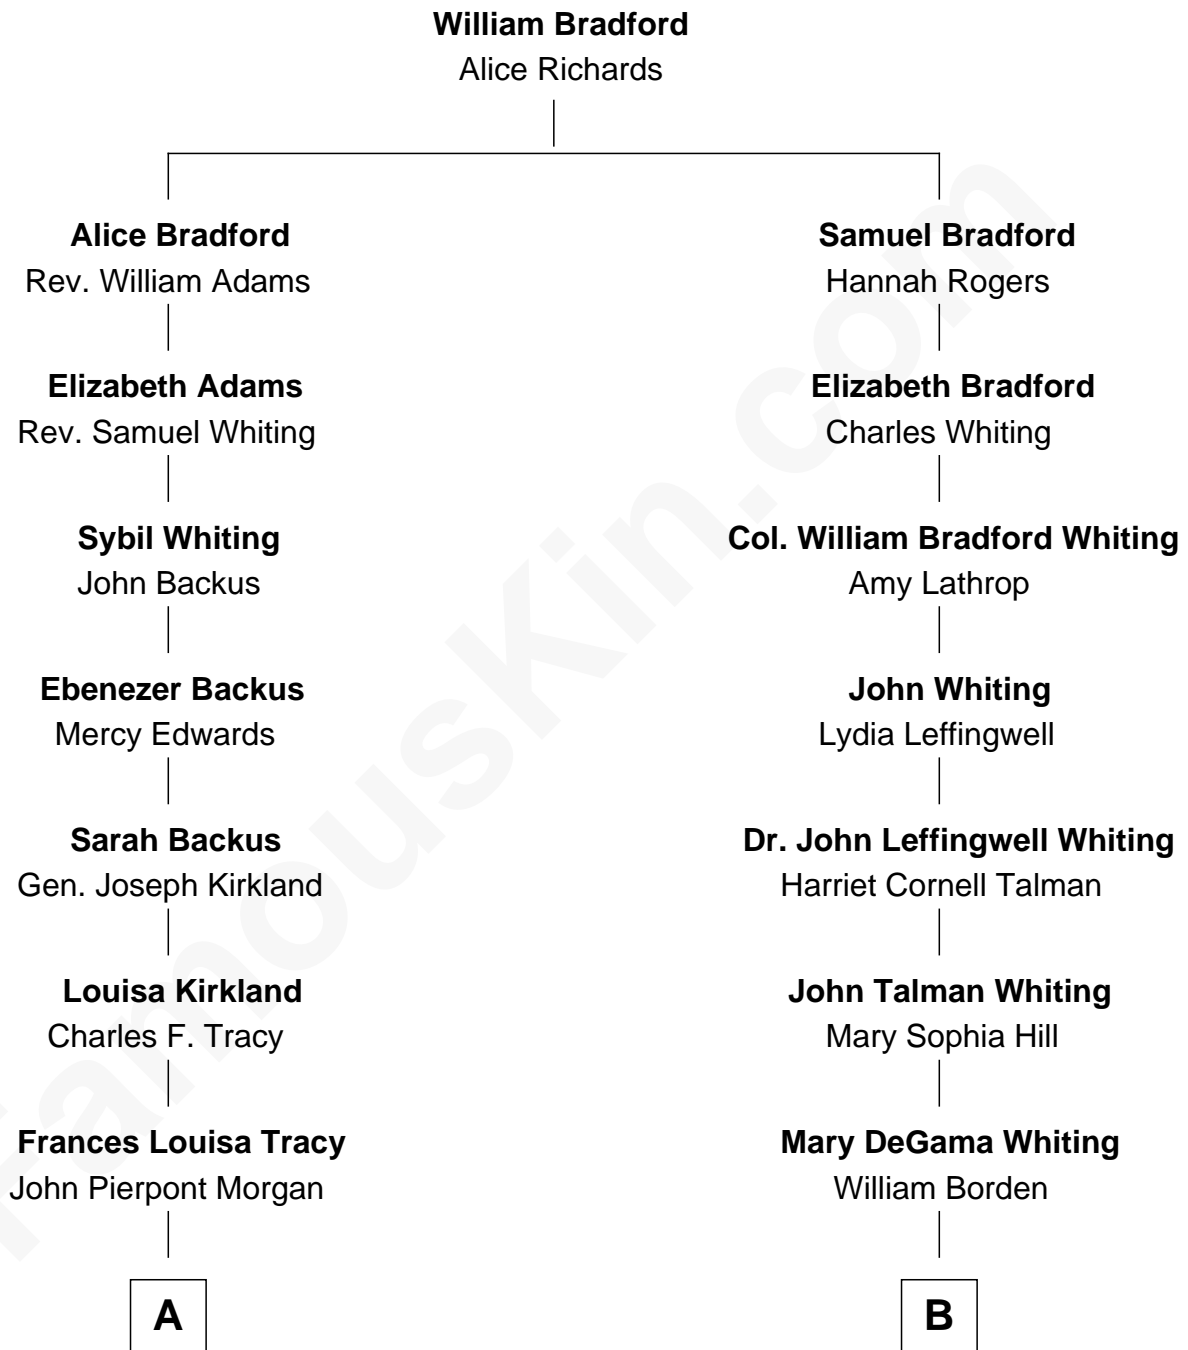 William Bradford
Alice Richards
Alice Bradford
Rev. William Adams
Samuel Bradford
Hannah Rogers
Elizabeth Adams
Rev. Samuel Whiting
Elizabeth Bradford
Charles Whiting
Sybil Whiting
John Backus
Col. William Bradford Whiting
Amy Lathrop
Ebenezer Backus
Mercy Edwards
John Whiting
Lydia Leffingwell
Sarah Backus
Gen. Joseph Kirkland
Dr. John Leffingwell Whiting
Harriet Cornell Talman
Louisa Kirkland
Charles F. Tracy
John Talman Whiting
Mary Sophia Hill
Frances Louisa Tracy
John Pierpont Morgan
Mary DeGama Whiting
William Borden
A
B
FamousKin.com